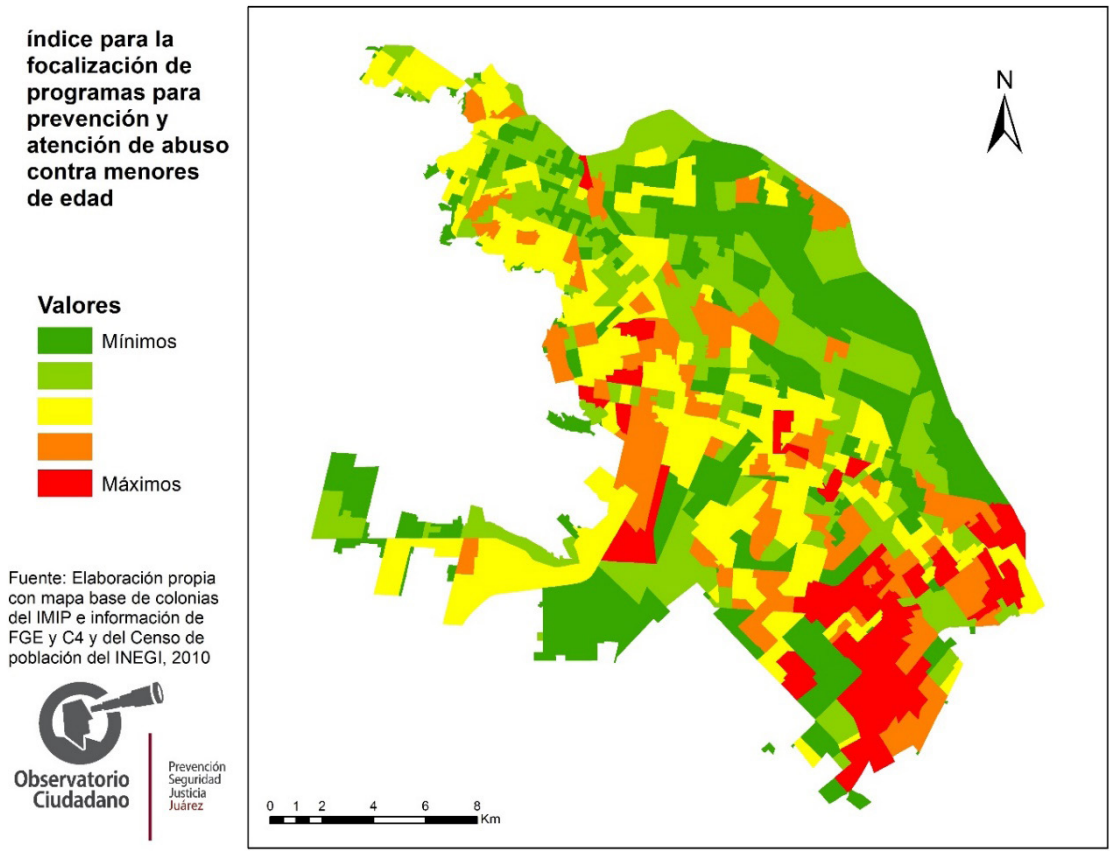 índice para la
focalización de
programas para
prevención y
atención de abuso
contra menores
de edad
Valores
Mínimos
Máximos
Fuente: Elaboración propia
con mapa base de colonias
del IMIP e información de
FGE y C4 y del Censo de
población del INEGI, 2010
Observatorio
Ciudadano
Prevención
Seguridad
Justicia
Juárez
N
0 1 2 4 6 8
Km